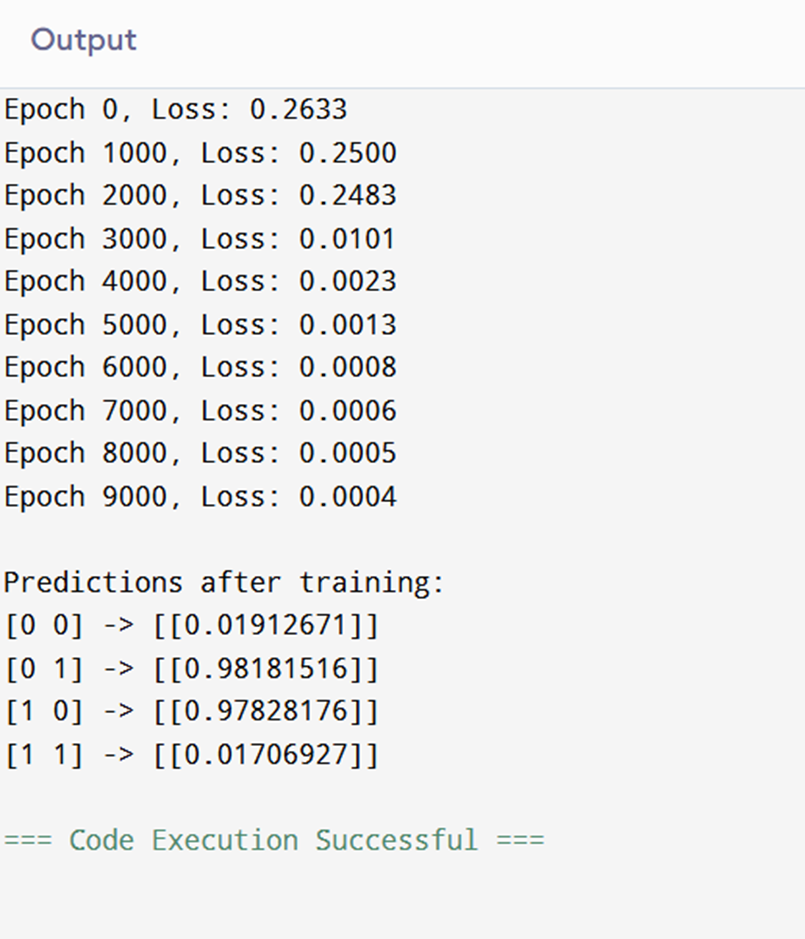 Output
Epoch 0, Loss: 0.2633
Epoch 1000, Loss: 0.2500
Epoch 2000, Loss: 0.2483
Epoch 3000, Loss: 0.0101
Epoch 4000, Loss: 0.0023
Epoch 5000, Loss: 0.0013
Epoch 6000, Loss: 0.0008
Epoch 7000, Loss: 0.0006
Epoch 8000, Loss: 0.0005
Epoch 9000, Loss: 0.0004
Predictions after training:
[0 0] -> [[0.01912671]]
[0 1] -> [[0.98181516]]
[1 0] -> [[0.97828176]]
[1 1] -> [[0.01706927]]
=== Code Execution Successful ===